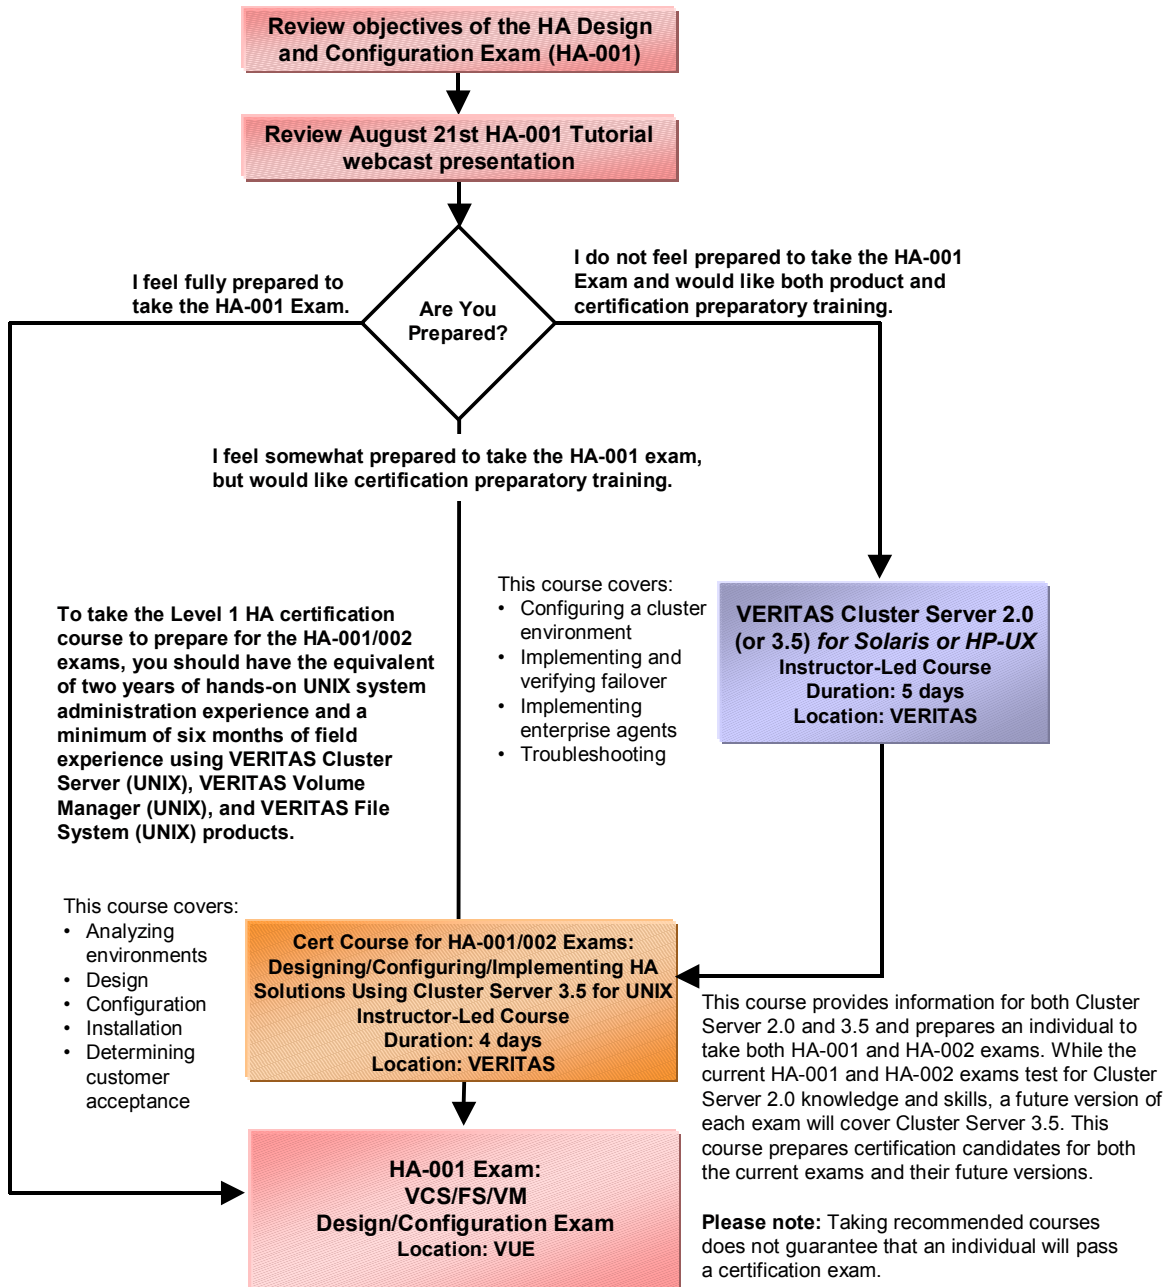 Review objectives of the HA Design
and Configuration Exam (HA-001)
Review August 21st HA-001 Tutorial
webcast presentation
I feel fully prepared to
take the HA-001 Exam.
Are You
Prepared?
I do not feel prepared to take the HA-001
Exam and would like both product and
certification preparatory training.
I feel somewhat prepared to take the HA-001 exam,
but would like certification preparatory training.
To take the Level 1 HA certification
course to prepare for the HA-001/002
exams, you should have the equivalent
of two years of hands-on UNIX system
administration experience and a
minimum of six months of field
experience using VERITAS Cluster
Server (UNIX), VERITAS Volume
Manager (UNIX), and VERITAS File
System (UNIX) products.
This course covers:
• Configuring a cluster
environment
• Implementing and
verifying failover
• Implementing
enterprise agents
• Troubleshooting
VERITAS Cluster Server 2.0
(or 3.5) for Solaris or HP-UX
Instructor-Led Course
Duration: 5 days
Location: VERITAS
This course covers:
• Analyzing
environments
• Design
• Configuration
• Installation
• Determining
customer
acceptance
Cert Course for HA-001/002 Exams:
Designing/Configuring/Implementing HA
Solutions Using Cluster Server 3.5 for UNIX
Instructor-Led Course
Duration: 4 days
Location: VERITAS
This course provides information for both Cluster
Server 2.0 and 3.5 and prepares an individual to
take both HA-001 and HA-002 exams. While the
current HA-001 and HA-002 exams test for Cluster
Server 2.0 knowledge and skills, a future version of
each exam will cover Cluster Server 3.5. This
course prepares certification candidates for both
the current exams and their future versions.
HA-001 Exam:
VCS/FS/VM
Design/Configuration Exam
Location: VUE
Please note: Taking recommended courses
does not guarantee that an individual will pass
a certification exam.